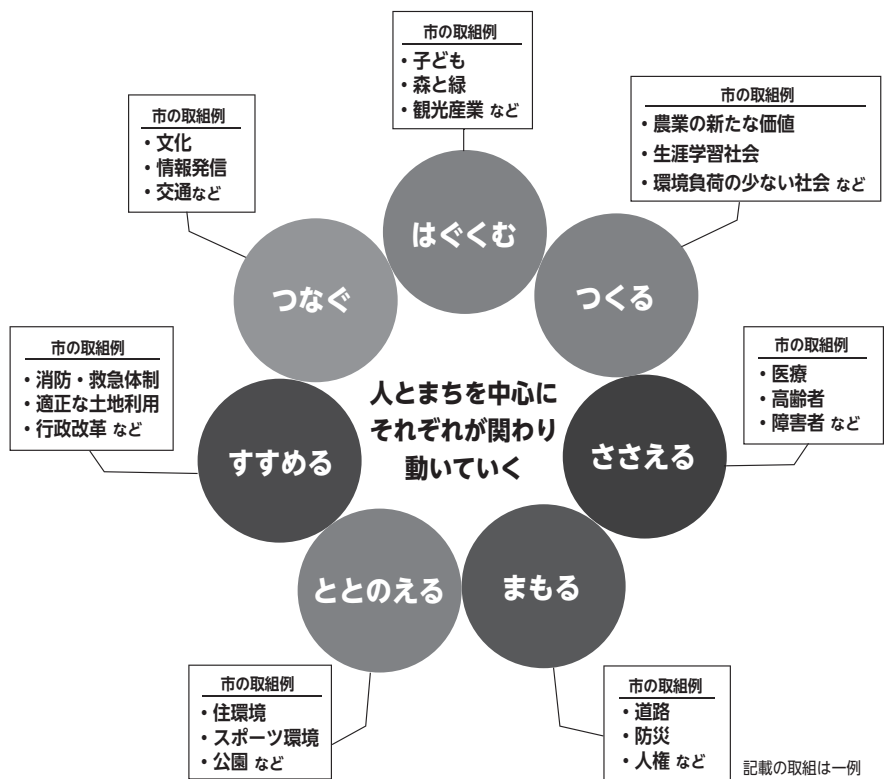 市の取組例
・子ども
・森と緑
・観光産業 など
はぐくむ
市の取組例
・農業の新たな価値
・生涯学習社会
・環境負荷の少ない社会 など
つくる
市の取組例
・医療
・高齢者
・障害者 など
ささえる
市の取組例
・道路
・防災
・人権 など
まもる
市の取組例
・住環境
・スポーツ環境
・公園 など
ととのえる
市の取組例
・消防・救急体制
・適正な土地利用
・行政改革 など
すすめる
市の取組例
・文化
・情報発信
・交通など
つなぐ
人とまちを中心に
それぞれが関わり
動いていく
記載の取組は一例